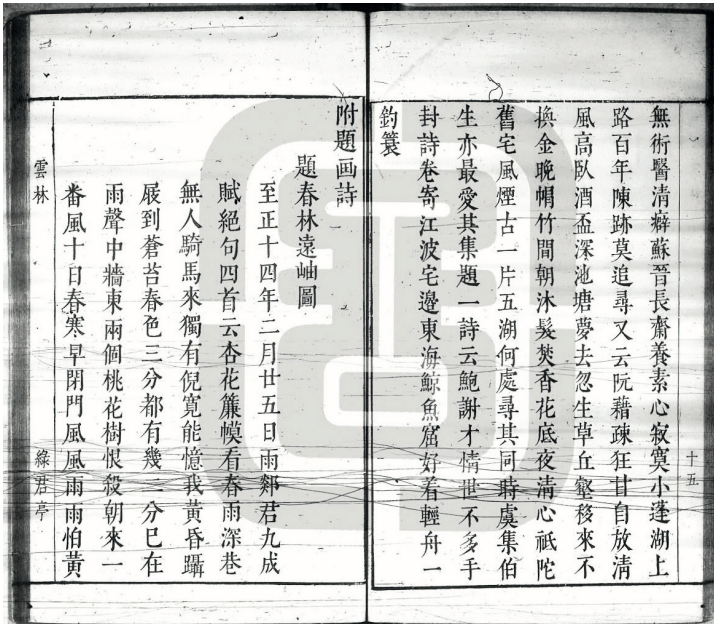 無術醫清癖蘇晉長齋養素心寂寞小蓬湖上
路百年陳跡莫追尋又云阮藉疎狂甘自放清
風高臥酒盃深池塘夢去忽生草丘壑移來不
換金晚帽竹間朝沐髮焚香花底夜清心祗陀
舊宅風煙古一片五湖何處尋其同時虞集伯
生亦最愛其集題一詩云鮑謝才情世不多手
封詩卷寄江波宅邊東海鯨魚窟好看輕舟一
釣簑
十五
附題画詩
題春林遠岫圖
至正十四年二月廿五日雨郯君九成
賦絕句四首云杏花簾幙看春雨深巷
無人騎馬來獨有倪寬能憶我黃昏躡
屐到蒼苔春色三分都有幾二分已在
雨聲中牆東兩個桃花樹恨殺朝來一
番風十日春寒早閉門風風雨雨怕黃
雲林
綠君亭